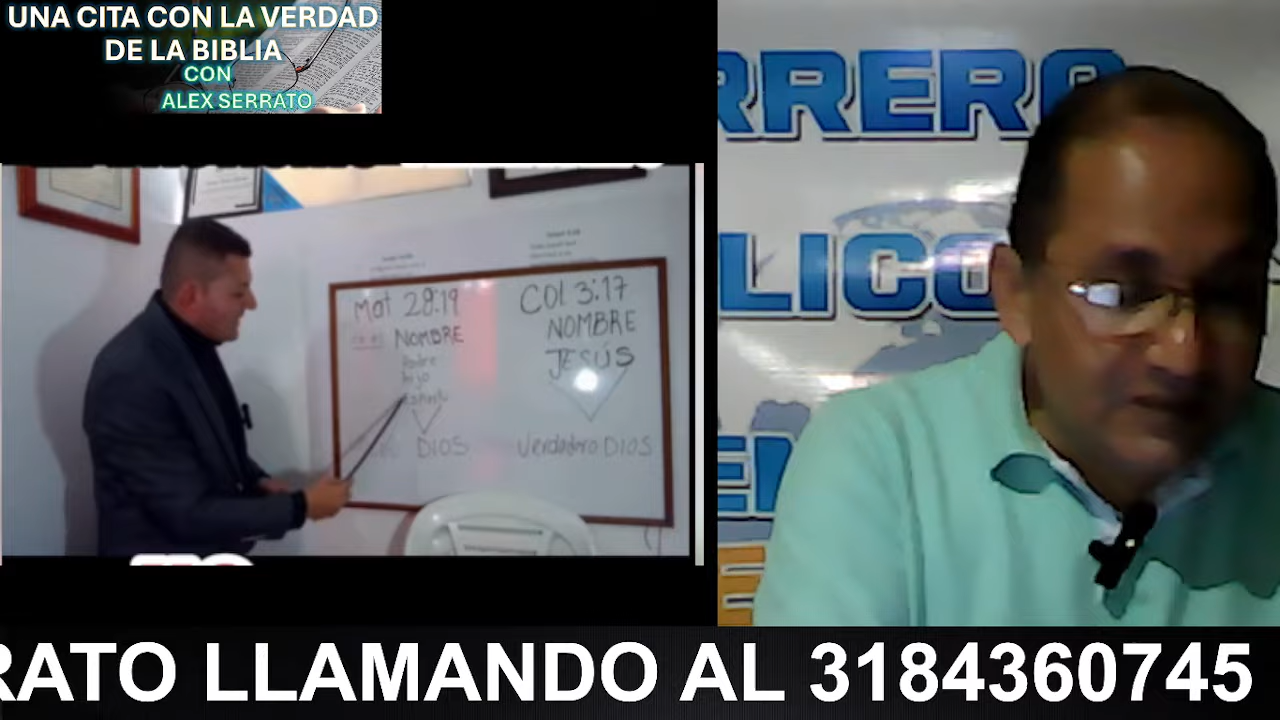 UNA CITA CON LA VERDAD
DE LA BIBLIA
CON
ALEX SERRATO
RRERO
LICO
Mat 28:19
NOMBRE
Padre
hijo
DIOS
COl 3:17
NOMBRE
JESÚS
Verdadero DIOS
RATO LLAMANDO AL 3184360745